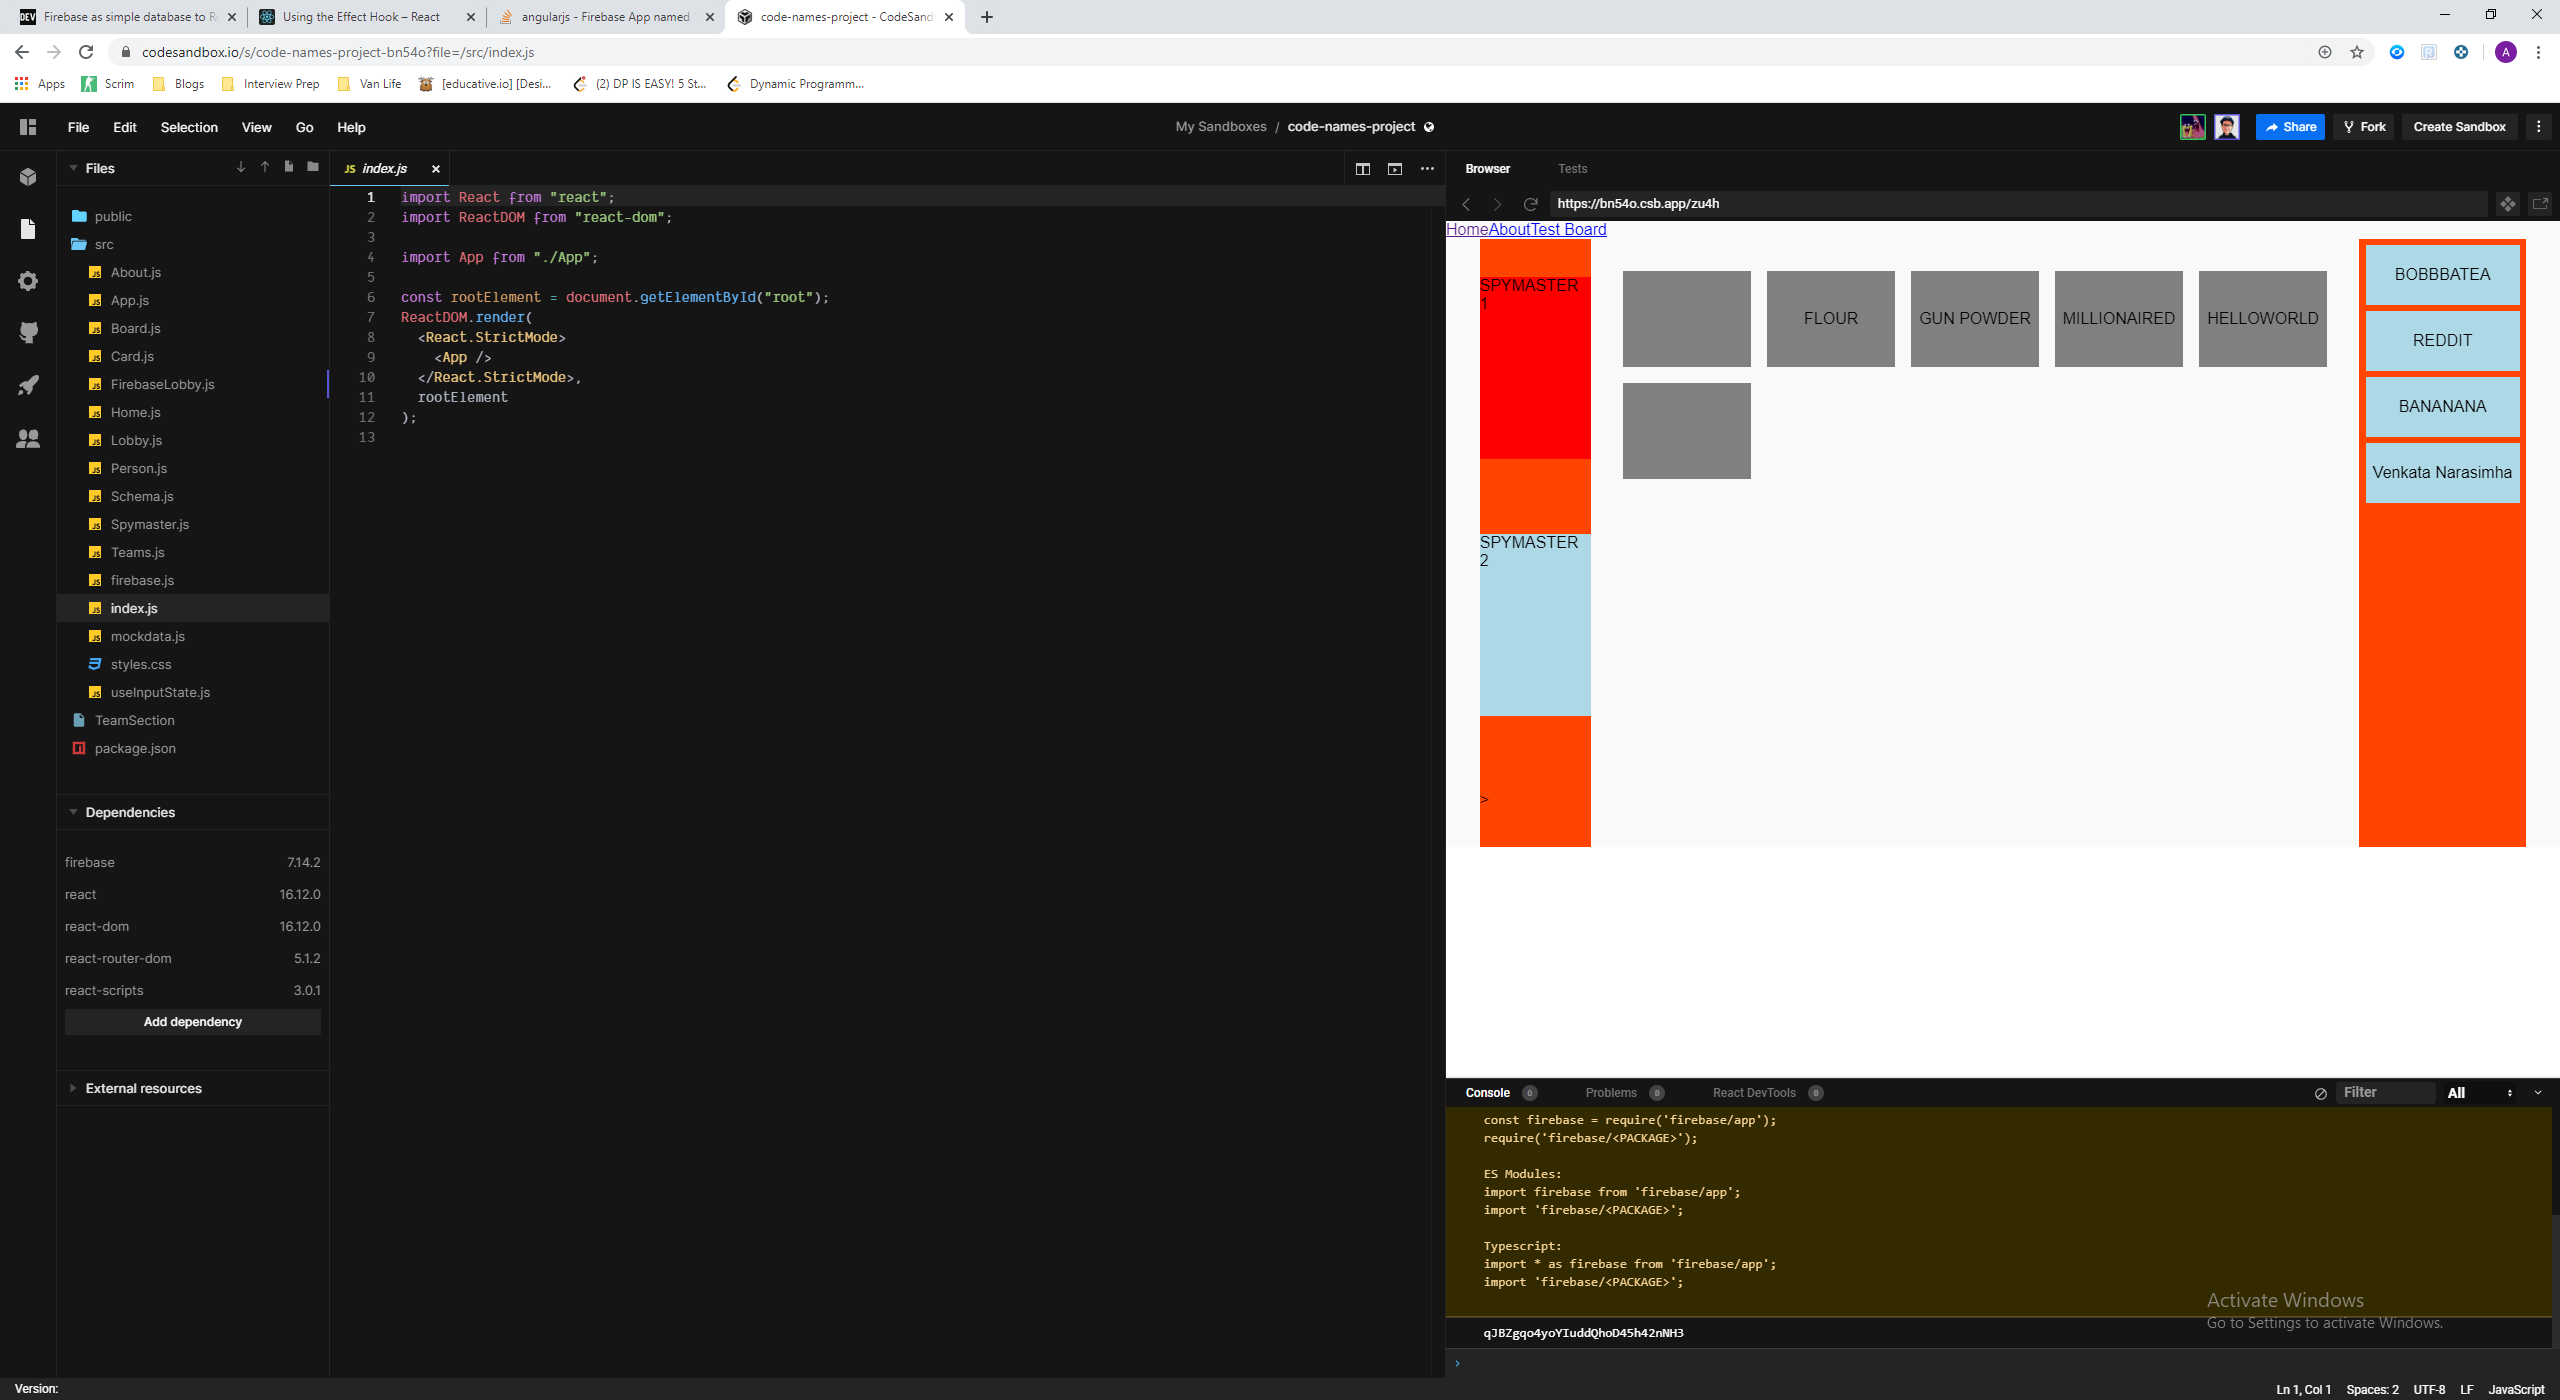 Firebase as simple database to R
Using the Effect Hook – React
angularjs - Firebase App named
code-names-project - CodeSand
codesandbox.io/s/code-names-project-bn54o?file=/src/index.js
Apps
Scrim
Blogs
Interview Prep
Van Life
[educative.io] [Desi...
(2) DP IS EASY! 5 St...
Dynamic Programm...
A
File Edit Selection View Go Help
My Sandboxes / code-names-project
Share
Fork
Create Sandbox
Files
public
src
About.js
App.js
Board.js
Card.js
FirebaseLobby.js
Home.js
Lobby.js
Person.js
Schema.js
Spymaster.js
Teams.js
firebase.js
index.js
mockdata.js
styles.css
useInputState.js
TeamSection
package.json
Dependencies
firebase 7.14.2
react 16.12.0
react-dom 16.12.0
react-router-dom 5.1.2
react-scripts 3.0.1
Add dependency
External resources
Version:
JS index.js
1 import React from "react";
2 import ReactDOM from "react-dom";
3
4 import App from "./App";
5
6 const rootElement = document.getElementById("root");
7 ReactDOM.render(
8 <React.StrictMode>
9 <App />
10 </React.StrictMode>,
11 rootElement
12 );
13
Browser
Tests
https://bn54o.csb.app/zu4h
HomeAboutTest Board
SPYMASTER
1
SPYMASTER
2
>
FLOUR
GUN POWDER
MILLIONAIRED
HELLOWORLD
BOBBBATEA
REDDIT
BANANANA
Venkata Narasimha
Console 0
Problems 0
React DevTools 0
Filter
All
const firebase = require('firebase/app');
require('firebase/<PACKAGE>');
ES Modules:
import firebase from 'firebase/app';
import 'firebase/<PACKAGE>';
Typescript:
import * as firebase from 'firebase/app';
import 'firebase/<PACKAGE>';
qJBZgqo4yoYIuddQhoD45h42nNH3
Activate Windows
Go to Settings to activate Windows.
Ln 1, Col 1 Spaces: 2 UTF-8 LF JavaScript